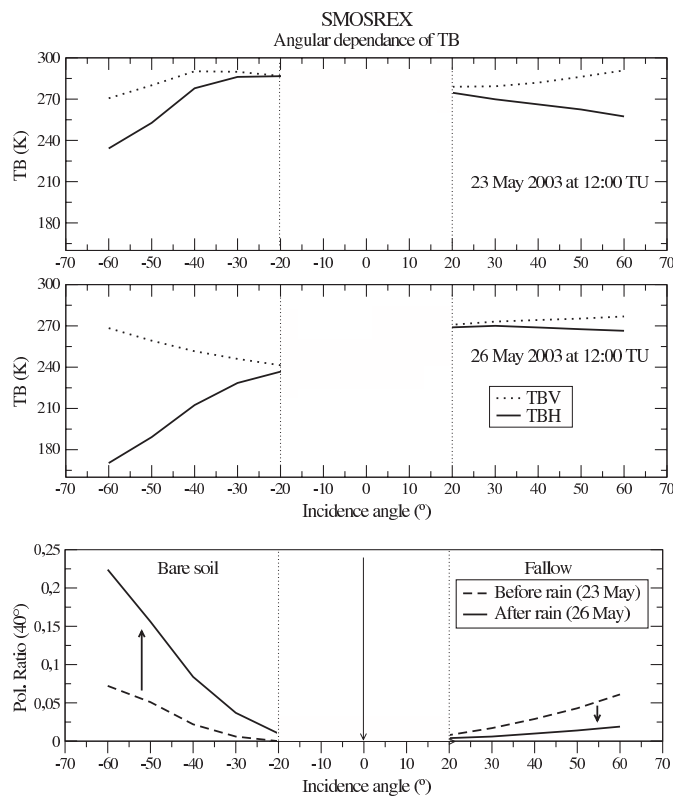 SMOSREX
Angular dependance of TB
300
270
240
210
180
TB (K)
23 May 2003 at 12:00 TU
-70 -60 -50 -40 -30 -20 -10 0 10 20 30 40 50 60 70
300
270
240
210
180
TB (K)
26 May 2003 at 12:00 TU
TBV
TBH
-70 -60 -50 -40 -30 -20 -10 0 10 20 30 40 50 60 70
Incidence angle (º)
0,25
0,2
0,15
0,1
0,05
0
Pol. Ratio (40°)
Bare soil
Fallow
Before rain (23 May)
After rain (26 May)
-70 -60 -50 -40 -30 -20 -10 0 10 20 30 40 50 60 70
Incidence angle (º)